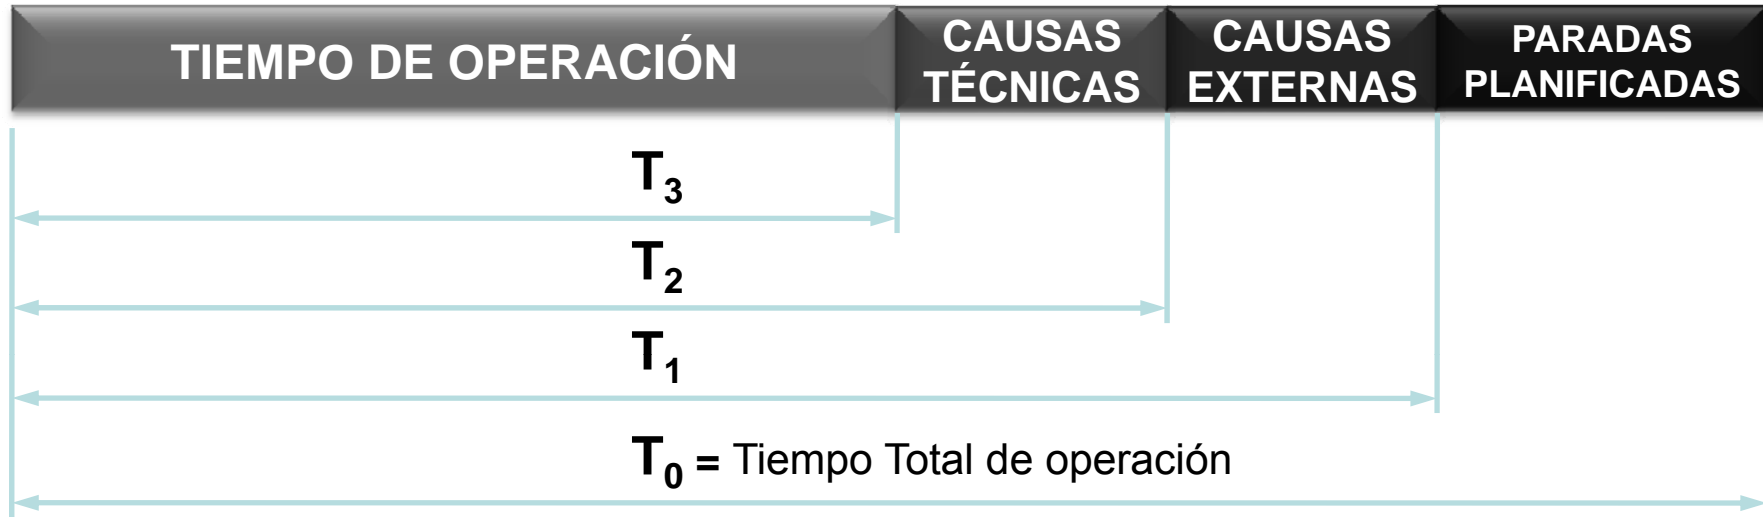 TIEMPO DE OPERACIÓN
CAUSAS
TÉCNICAS
CAUSAS
EXTERNAS
PARADAS
PLANIFICADAS
T₃
T₂
T₁
T₀ = Tiempo Total de operación